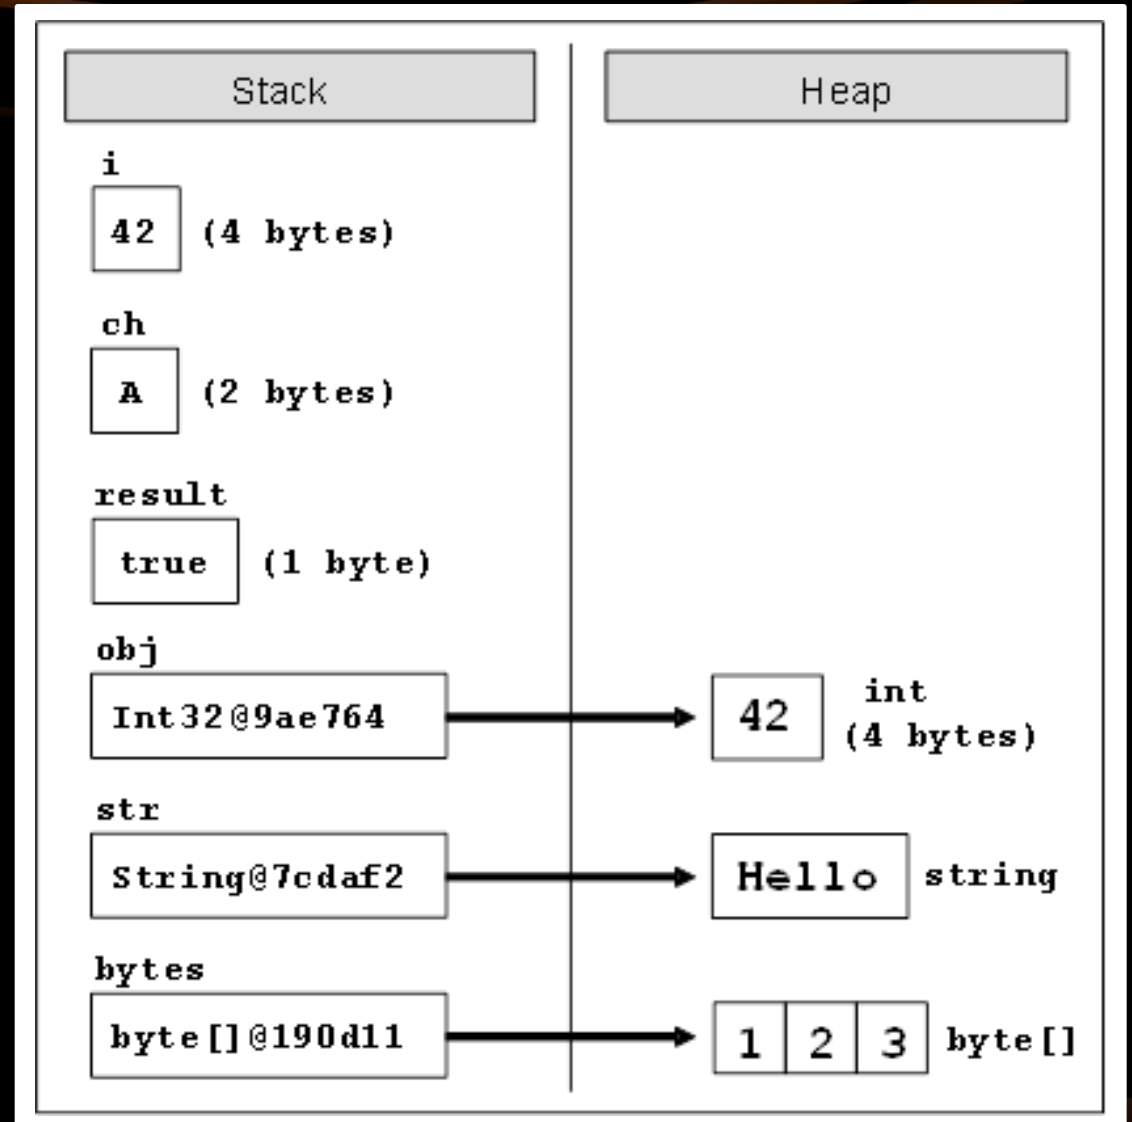 Stack
Heap
i
42 (4 bytes)
ch
A (2 bytes)
result
true (1 byte)
obj
Int32@9ae764
42
int
(4 bytes)
str
String@7cdaf2
Hello string
bytes
byte[]@190d11
1 2 3 byte[]